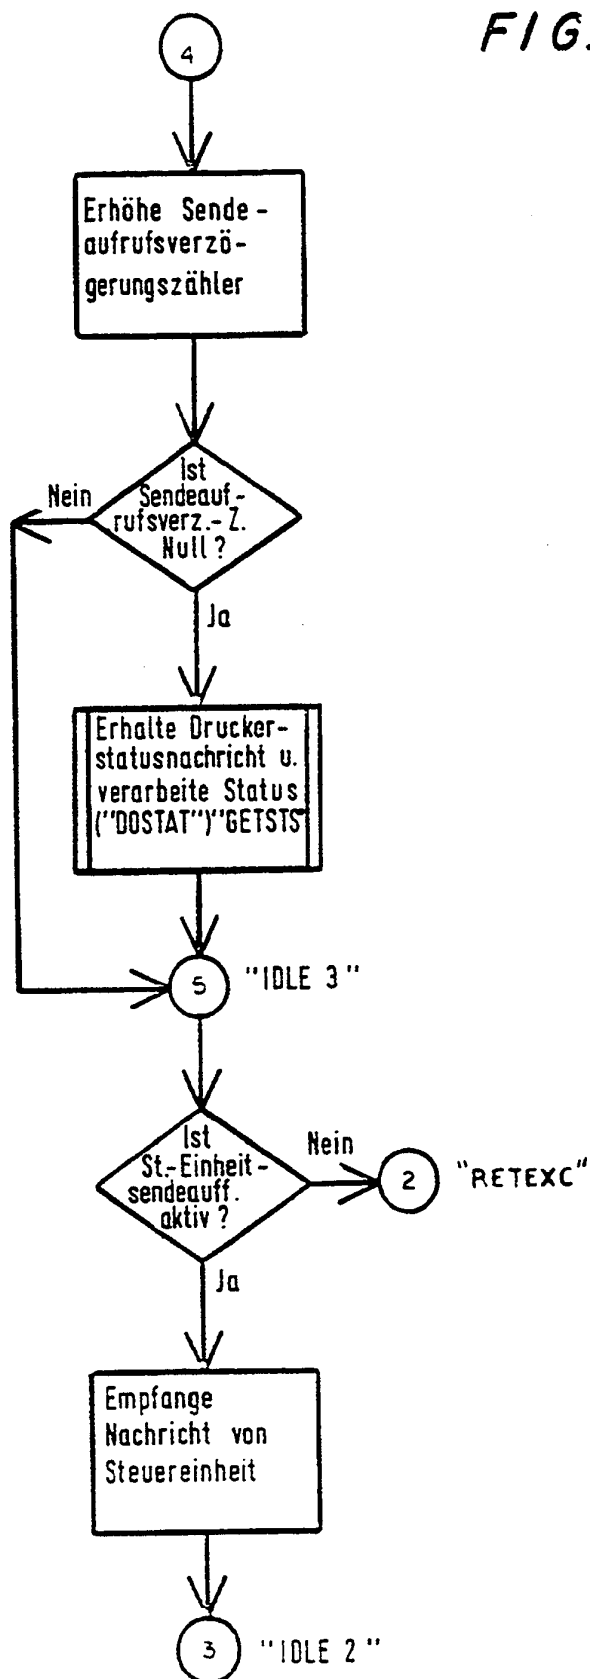 FIG.
4
Erhöhe Sende-
aufrufsverzö-
gerungszähler
Ist
Sendeauf-
rufsverz.-Z.
Null ?
Nein
Ja
Erhalte Drucker-
statusnachricht u.
verarbeite Status
("DOSTAT")"GETSTS"
5 "IDLE 3"
Ist
St.-Einheit-
sendeauff.
aktiv ?
Nein
2 "RETEXC"
Ja
Empfange
Nachricht von
Steuereinheit
3 "IDLE 2"